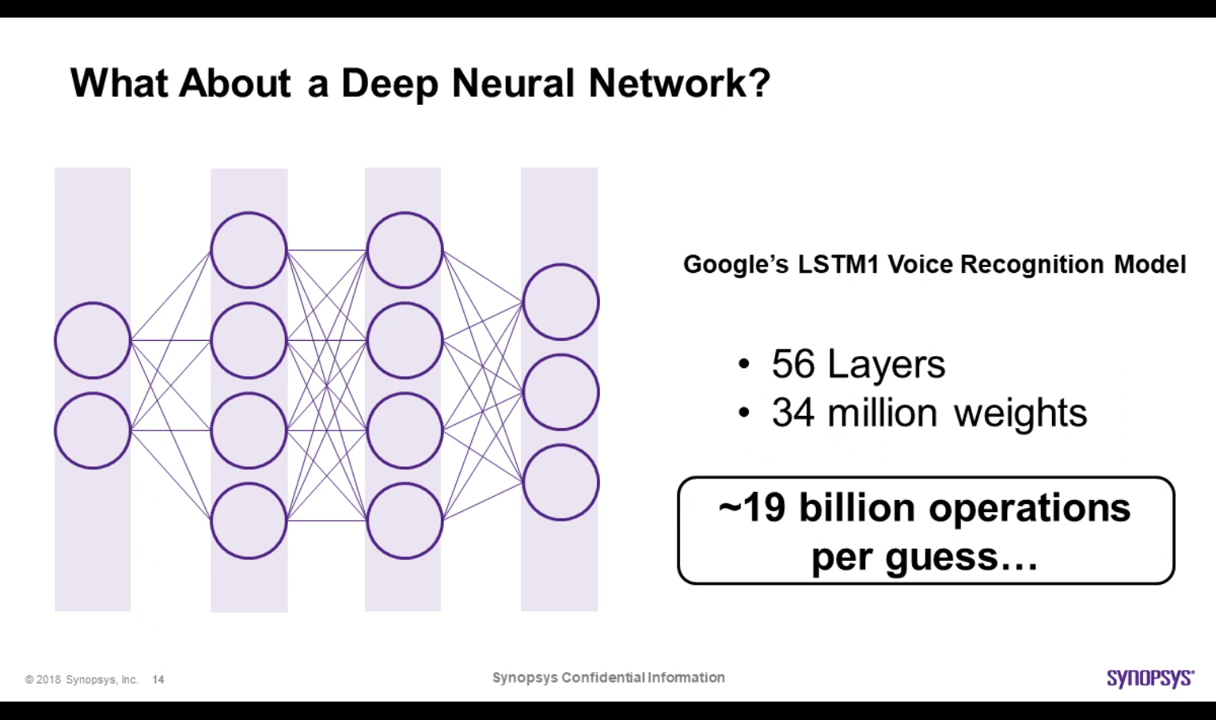 What About a Deep Neural Network?
Google's LSTM1 Voice Recognition Model
• 56 Layers
• 34 million weights
~19 billion operations
per guess…
© 2018 Synopsys, Inc. 14
Synopsys Confidential Information
SYNOPSYS®